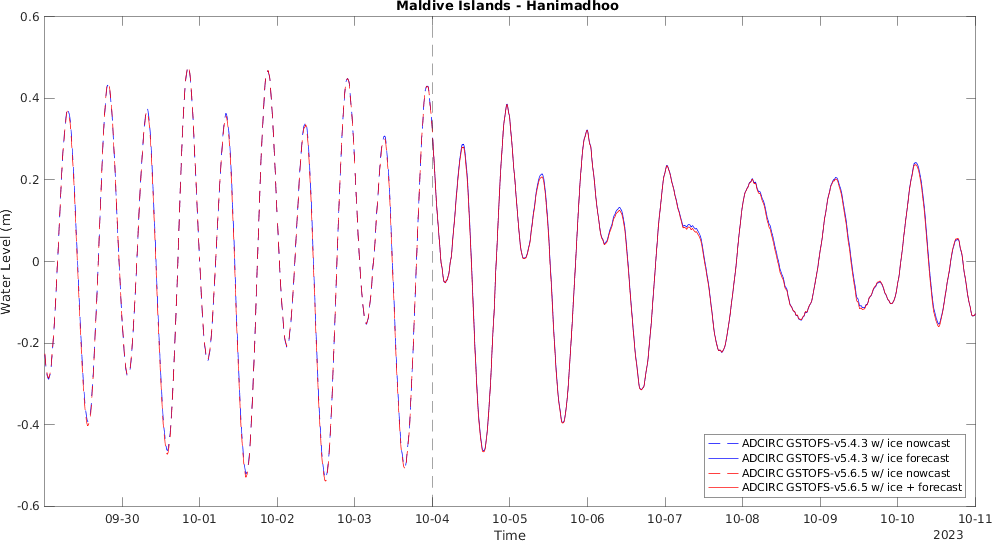 Maldive Islands - Hanimadhoo
Water Level (m)
0.6
0.4
0.2
0
-0.2
-0.4
-0.6
09-30
10-01
10-02
10-03
10-04
10-05
10-06
10-07
10-08
10-09
10-10
10-11
Time
2023
ADCIRC GSTOFS-v5.4.3 w/ ice nowcast
ADCIRC GSTOFS-v5.4.3 w/ ice forecast
ADCIRC GSTOFS-v5.6.5 w/ ice nowcast
ADCIRC GSTOFS-v5.6.5 w/ ice + forecast